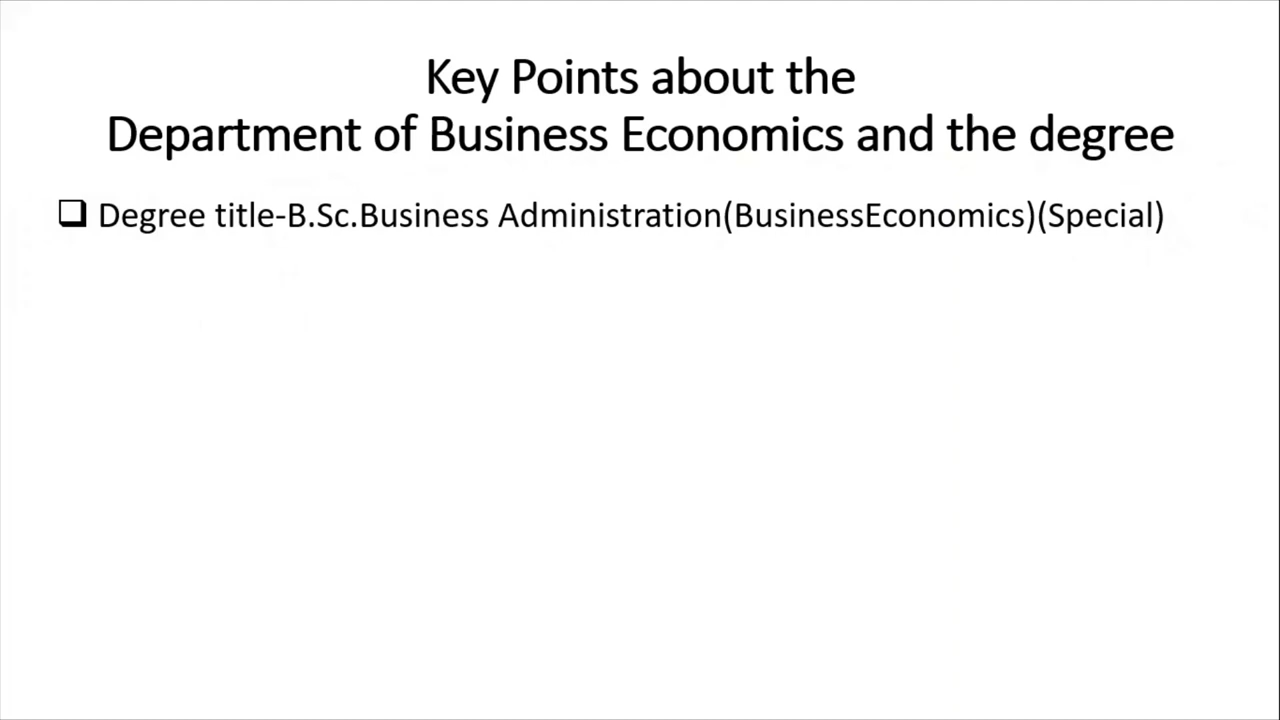 Key Points about the
Department of Business Economics and the degree
❑ Degree title-B.Sc.Business Administration(BusinessEconomics)(Special)